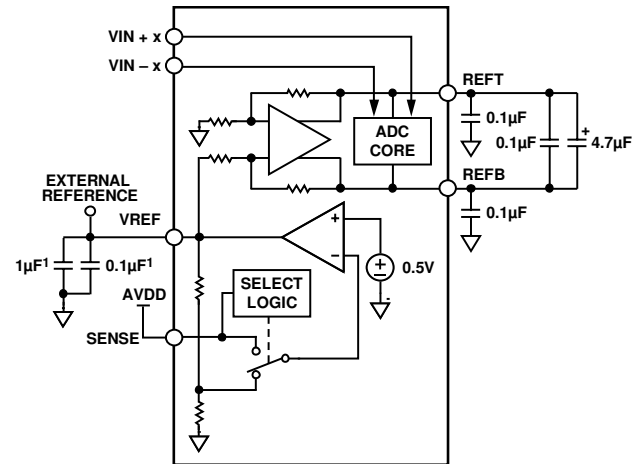 VIN + x
VIN – x
REFT
0.1µF
ADC
CORE
0.1µF
+
4.7µF
EXTERNAL
REFERENCE
REFB
VREF
0.1µF
+
–
0.5V
1µF1
0.1µF1
SELECT
LOGIC
AVDD
SENSE